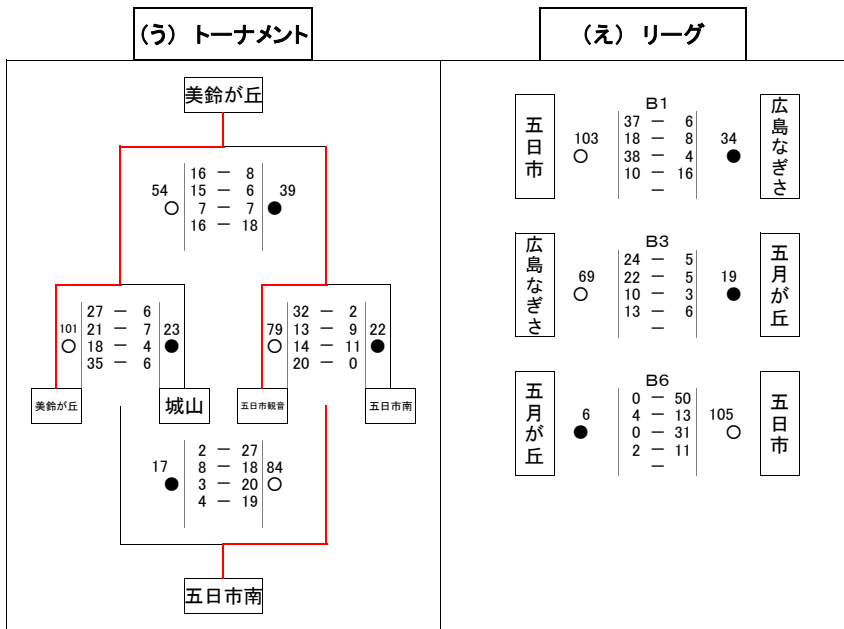 (う) トーナメント
美鈴が丘
54 ○
16 ー 8
15 ー 6
7 ー 7
16 ー 18
39 ●
101 ○
27 ー 6
21 ー 7
18 ー 4
35 ー 6
23 ●
79 ○
32 ー 2
13 ー 9
14 ー 11
20 ー 0
22 ●
美鈴が丘
城山
五日市観音
五日市南
17 ●
2 ー 27
8 ー 18
3 ー 20
4 ー 19
84 ○
五日市南
(え) リーグ
五日市
103 ○
B1
37 ー 6
18 ー 8
38 ー 4
10 ー 16
ー
34 ●
広島なぎさ
広島なぎさ
69 ○
B3
24 ー 5
22 ー 5
10 ー 3
13 ー 6
ー
19 ●
五月が丘
五月が丘
6 ●
B6
0 ー 50
4 ー 13
0 ー 31
2 ー 11
ー
105 ○
五日市